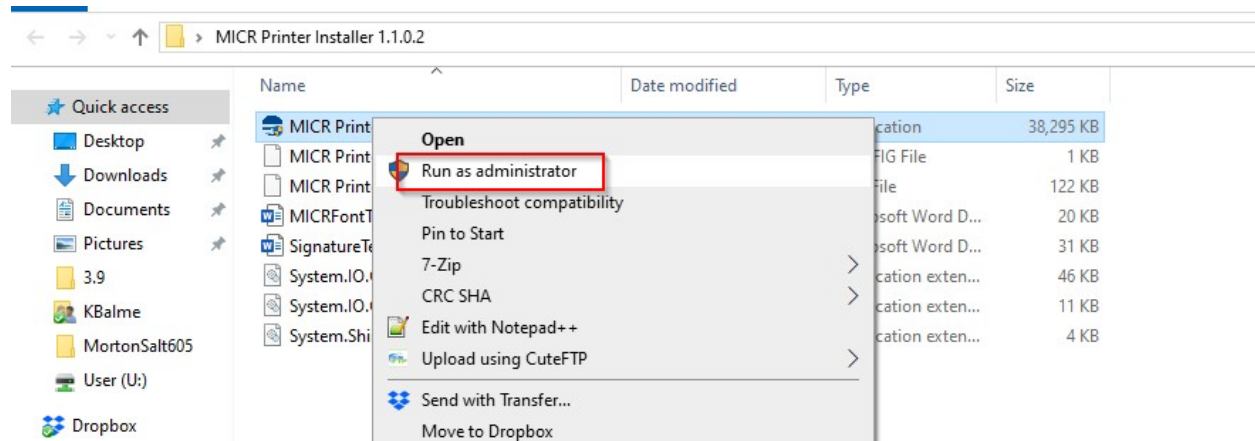 MICR Printer Installer 1.1.0.2
Name Date modified Type Size
Quick access
Desktop
Downloads
Documents
Pictures
3.9
KBalme
MortonSalt605
User (U:)
Dropbox
MICR Print cation 38,295 KB
MICR Print FIG File 1 KB
MICR Print File 122 KB
MICRFontT osoft Word D... 20 KB
SignatureTe osoft Word D... 31 KB
System.IO. cation exten... 46 KB
System.IO. cation exten... 11 KB
System.Shi cation exten... 4 KB
Open
Run as administrator
Troubleshoot compatibility
Pin to Start
7-Zip
CRC SHA
Edit with Notepad++
Upload using CuteFTP
Send with Transfer...
Move to Dropbox